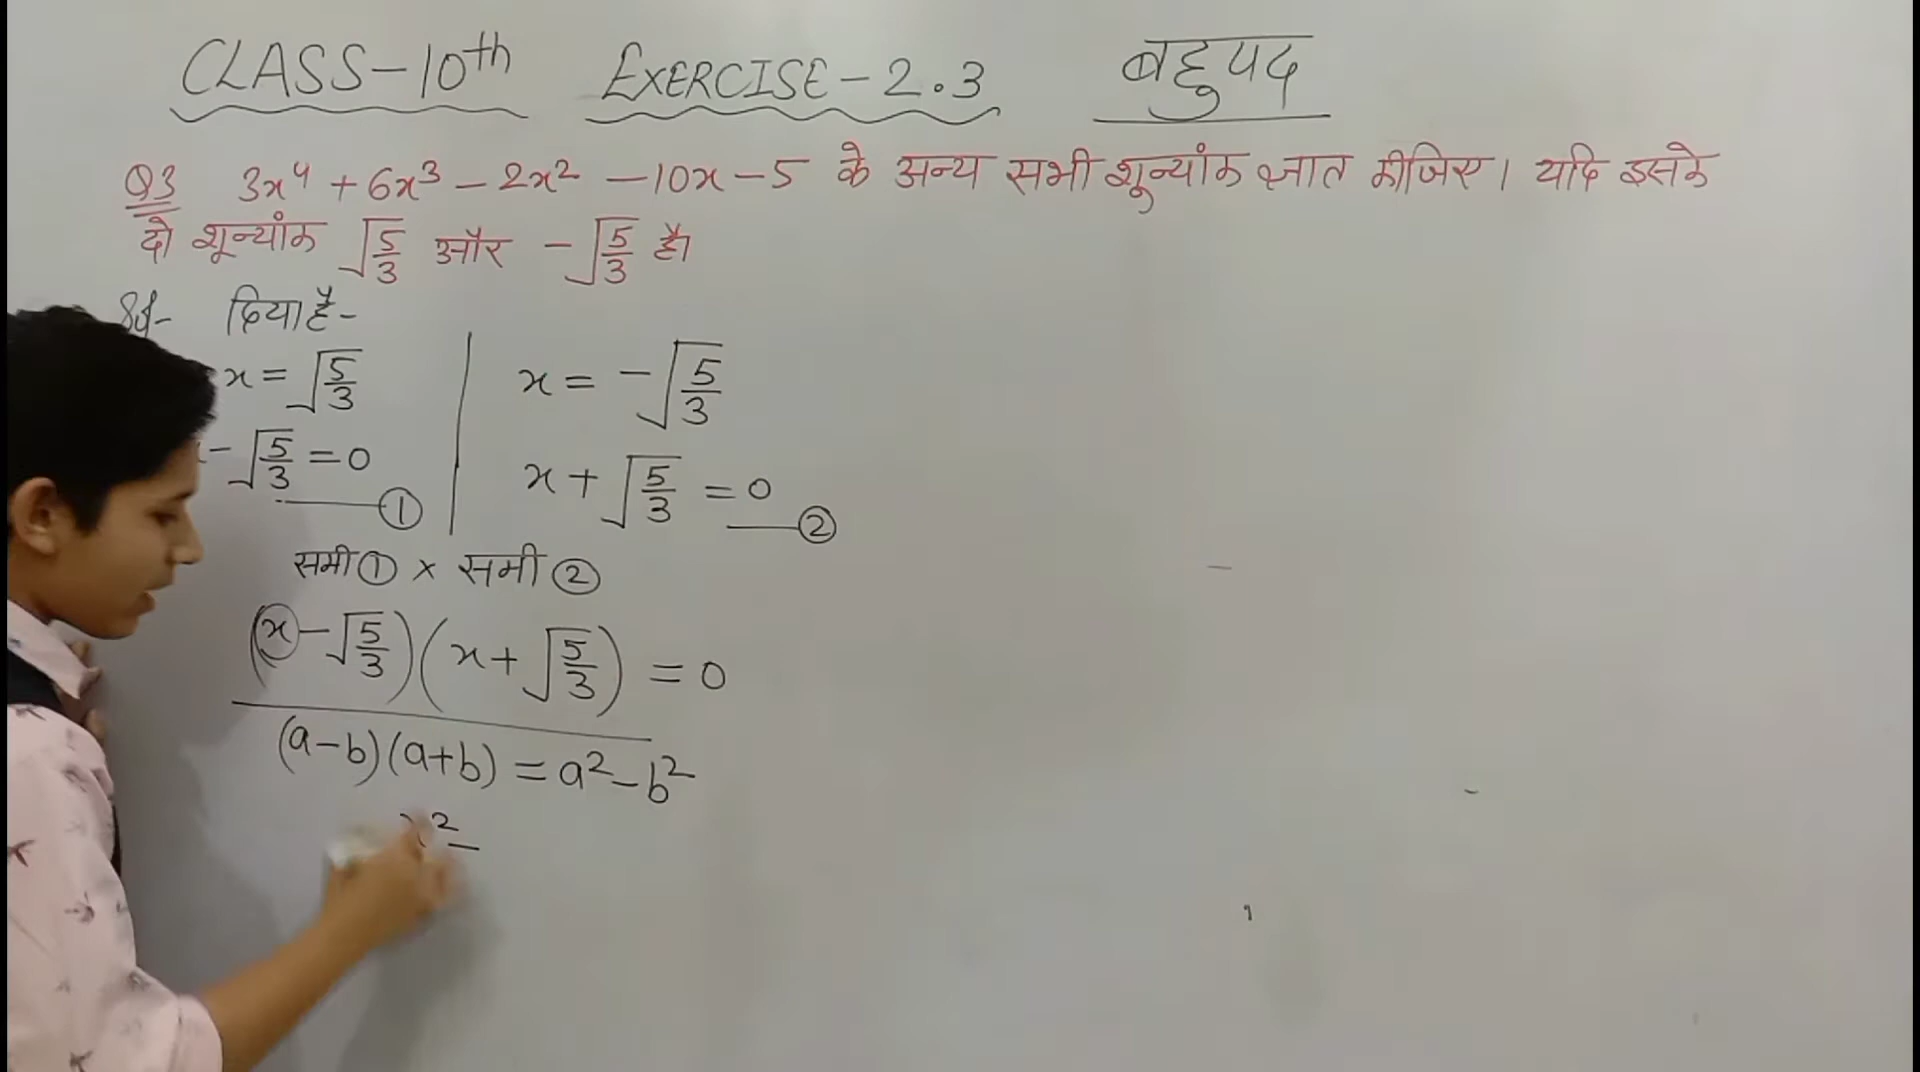 CLASS-10th EXERCISE-2.3 बहुपद
Q3 3x⁴ + 6x³ - 2x² - 10x - 5 के अन्य सभी शून्यांक ज्ञात कीजिए। यदि इसके
दो शून्यांक √5/3 और -√5/3 है।
Sol- दिया है-
x = √5/3 x = -√5/3
- √5/3 = 0 ① x + √5/3 = 0 ②
समी ① × समी ②
(x - √5/3)(x + √5/3) = 0
(a-b)(a+b) = a² - b²
x² -